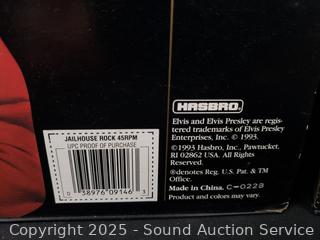 HASBRO®
Elvis and Elvis Presley are regis-
tered trademarks of Elvis Presley
Enterprises, Inc. © 1993.
©1993 Hasbro, Inc., Pawtucket,
RI 02862 USA. All Rights
Reserved.
®denotes Reg. U.S. Pat. & TM
Office.
Made in China. C-022B
Product and colors may vary.
JAILHOUSE ROCK 45RPM
UPC PROOF OF PURCHASE
0 38976 09146 3
Copyright 2025 - Sound Auction Service